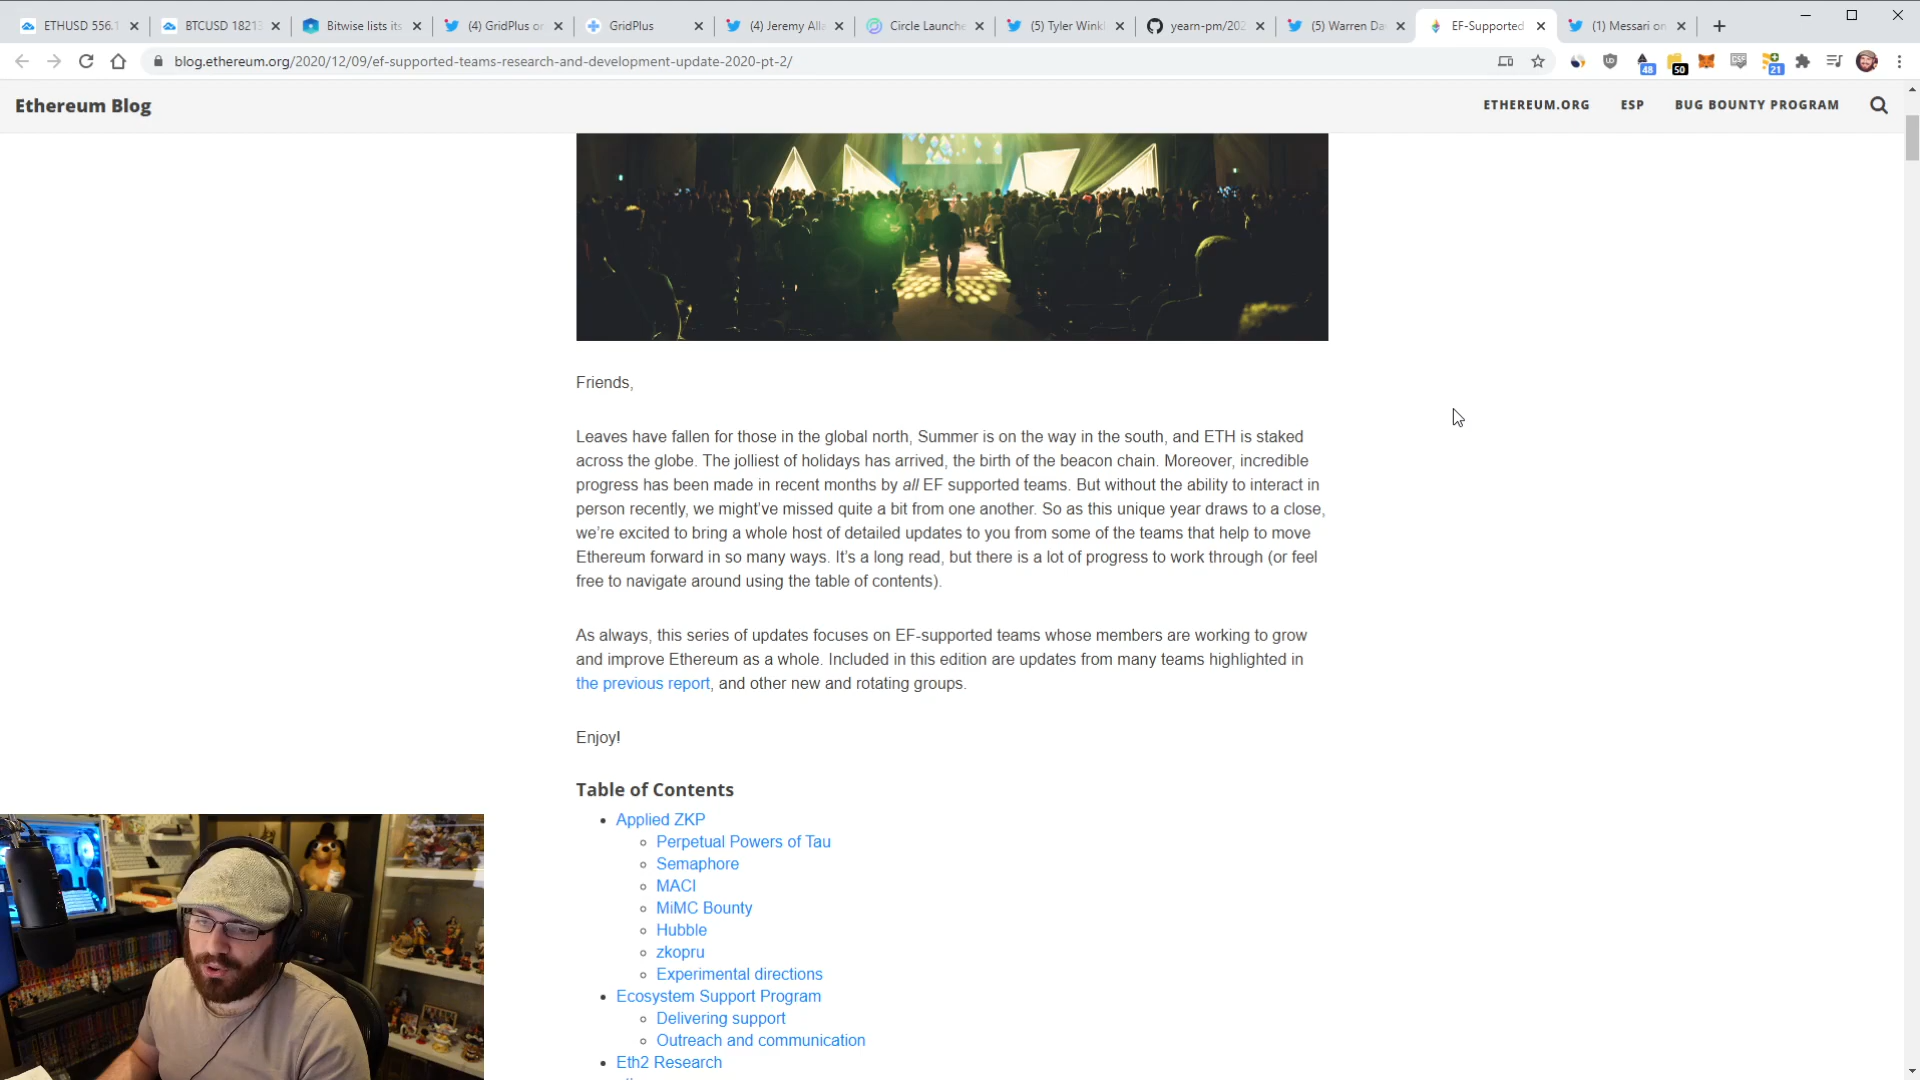 ETHUSD 556.1
BTCUSD 18213
Bitwise lists its
(4) GridPlus on
GridPlus
(4) Jeremy Alla
Circle Launche
(5) Tyler Winkl
yearn-pm/202
(5) Warren Da
EF-Supported
(1) Messari on
blog.ethereum.org/2020/12/09/ef-supported-teams-research-and-development-update-2020-pt-2/
48
50
21
Ethereum Blog
ETHEREUM.ORG
ESP
BUG BOUNTY PROGRAM
Friends,
Leaves have fallen for those in the global north, Summer is on the way in the south, and ETH is staked
across the globe. The jolliest of holidays has arrived, the birth of the beacon chain. Moreover, incredible
progress has been made in recent months by all EF supported teams. But without the ability to interact in
person recently, we might’ve missed quite a bit from one another. So as this unique year draws to a close,
we’re excited to bring a whole host of detailed updates to you from some of the teams that help to move
Ethereum forward in so many ways. It’s a long read, but there is a lot of progress to work through (or feel
free to navigate around using the table of contents).
As always, this series of updates focuses on EF-supported teams whose members are working to grow
and improve Ethereum as a whole. Included in this edition are updates from many teams highlighted in
the previous report, and other new and rotating groups.
Enjoy!
Table of Contents
Applied ZKP
Perpetual Powers of Tau
Semaphore
MACI
MiMC Bounty
Hubble
zkopru
Experimental directions
Ecosystem Support Program
Delivering support
Outreach and communication
Eth2 Research